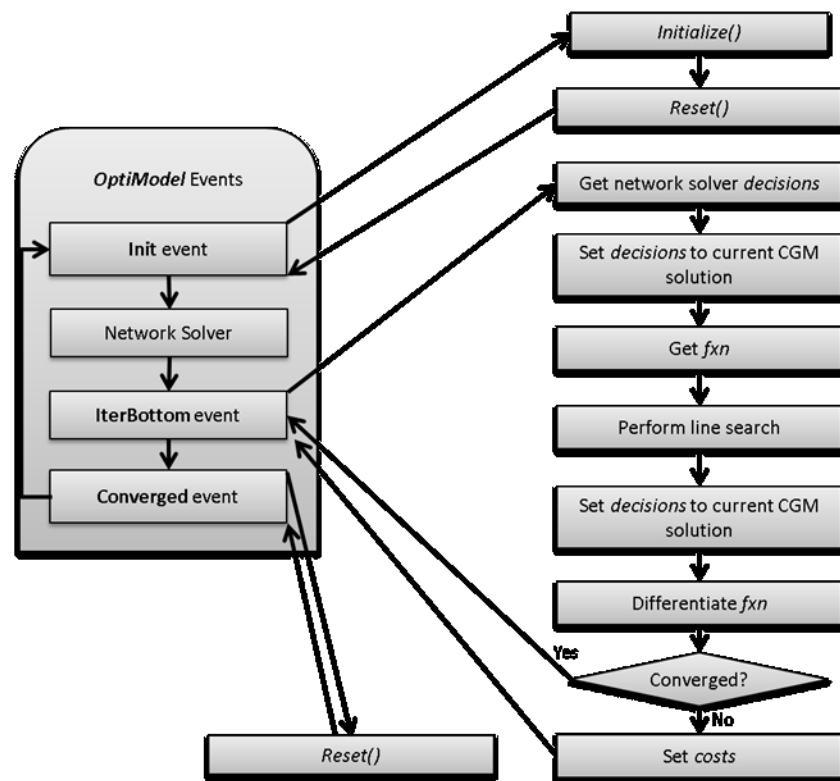 Initialize()
Reset()
OptiModel Events
Init event
Network Solver
IterBottom event
Converged event
Get network solver decisions
Set decisions to current CGM
solution
Get fxn
Perform line search
Set decisions to current CGM
solution
Differentiate fxn
Yes
Converged?
No
Set costs
Reset()